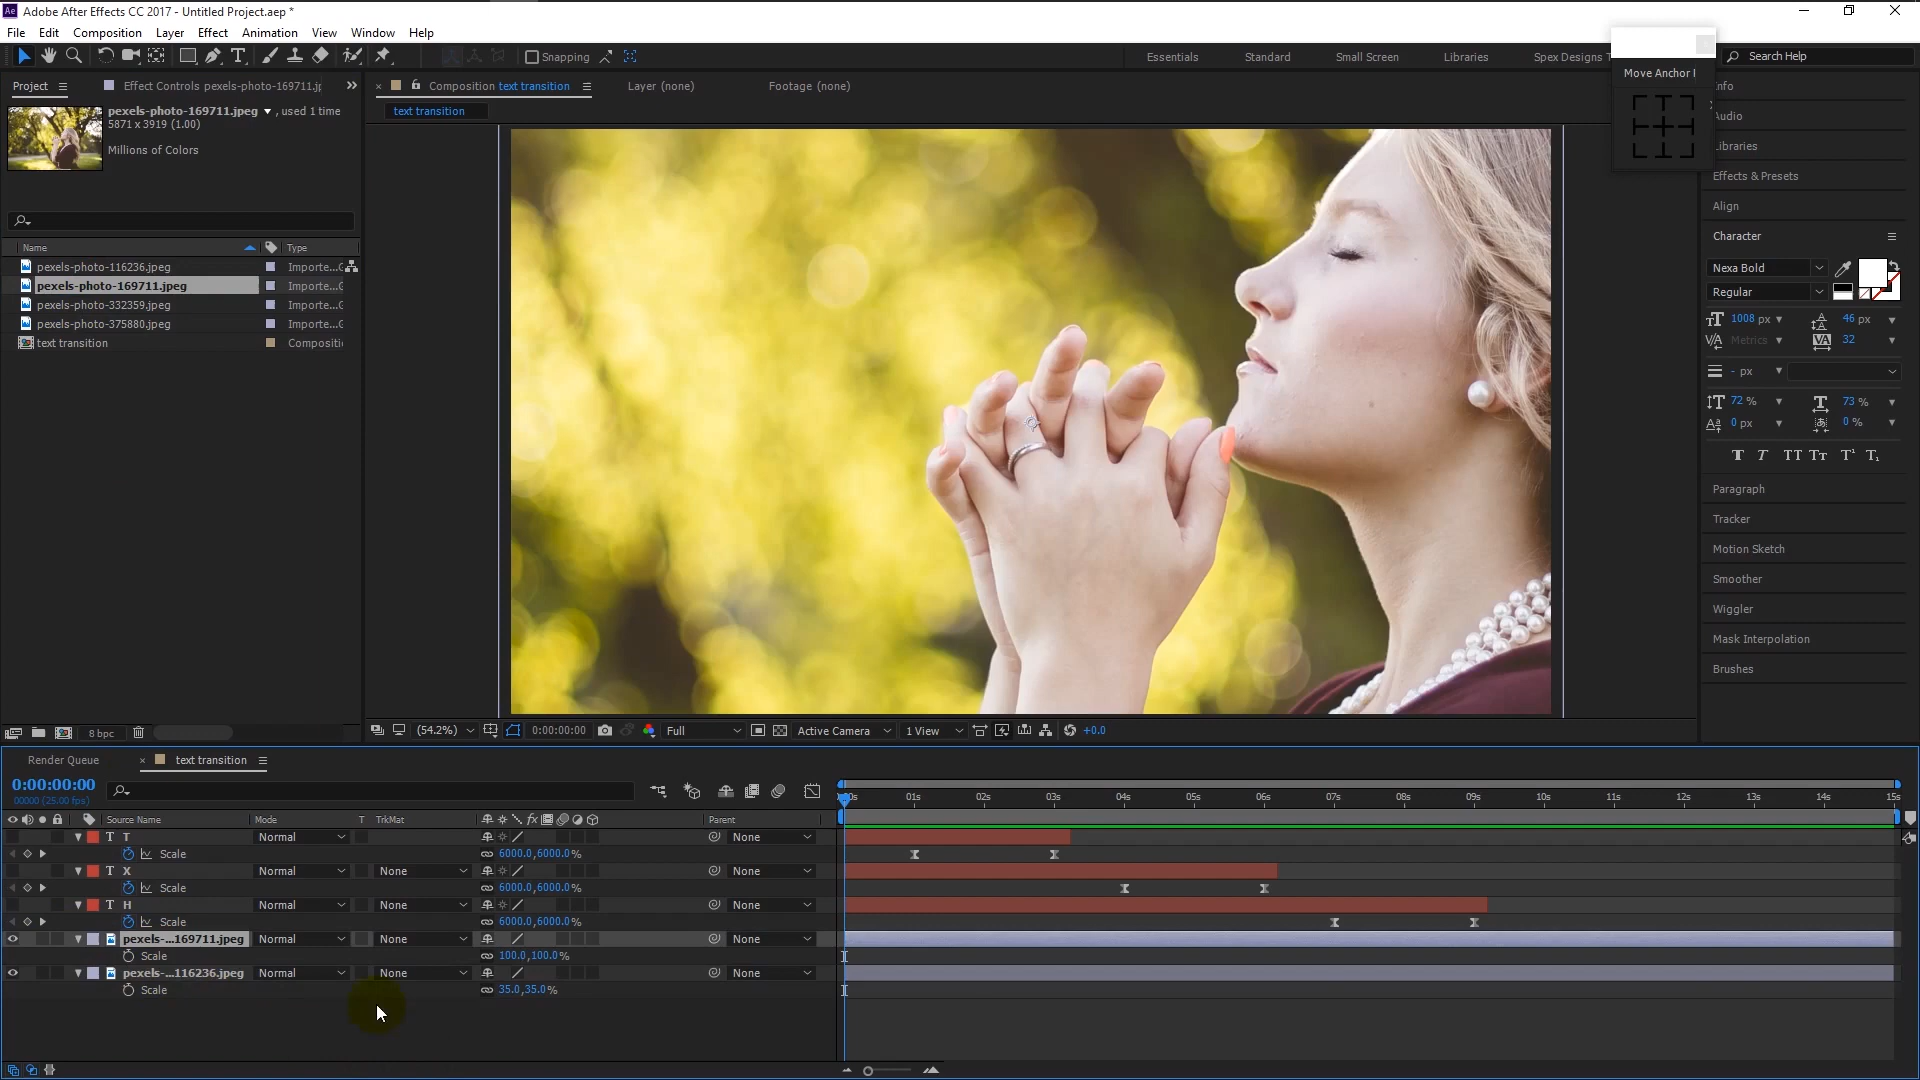 Ae Adobe After Effects CC 2017 - Untitled Project.aep *
File Edit Composition Layer Effect Animation View Window Help
Snapping Essentials Standard Small Screen Libraries Spex Designs T Search Help
Move Anchor
Project Effect Controls pexels-photo-169711.j
Composition text transition Layer (none) Footage (none)
text transition
pexels-photo-169711.jpeg , used 1 time
5871 x 3919 (1.00)
Millions of Colors
Name Type
pexels-photo-116236.jpeg Importe...
pexels-photo-169711.jpeg Importe...
pexels-photo-332359.jpeg Importe...
pexels-photo-375880.jpeg Importe...
text transition Compositi
nfo
Audio
Libraries
Effects & Presets
Align
Character
Nexa Bold
Regular
1008 px 46 px
Metrics 32
- px
72 % 73 %
0 px 0 %
T T TT Tt T¹ T₁
Paragraph
Tracker
Motion Sketch
Smoother
Wiggler
Mask Interpolation
Brushes
8 bpc
(54.2%) 0:00:00:00 Full Active Camera 1 View +0.0
Render Queue text transition
0:00:00:00
00000 (25.00 fps)
01s 02s 03s 04s 05s 06s 07s 08s 09s 10s 11s 12s 13s 14s 15s
Source Name Mode T TrkMat fx Parent
T T Normal None
Scale 6000.0,6000.0%
T X Normal None None
Scale 6000.0,6000.0%
T H Normal None None
Scale 6000.0,6000.0%
pexels-...169711.jpeg Normal None None
Scale 100.0,100.0%
pexels-...116236.jpeg Normal None None
Scale 35.0,35.0%